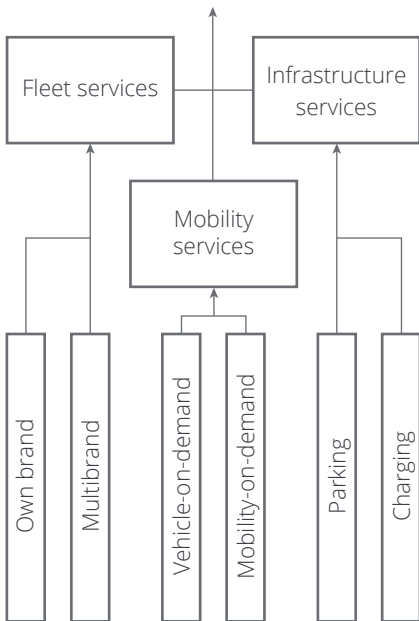 Fleet services
Infrastructure
services
Mobility
services
Own brand
Multibrand
Vehicle-on-demand
Mobility-on-demand
Parking
Charging